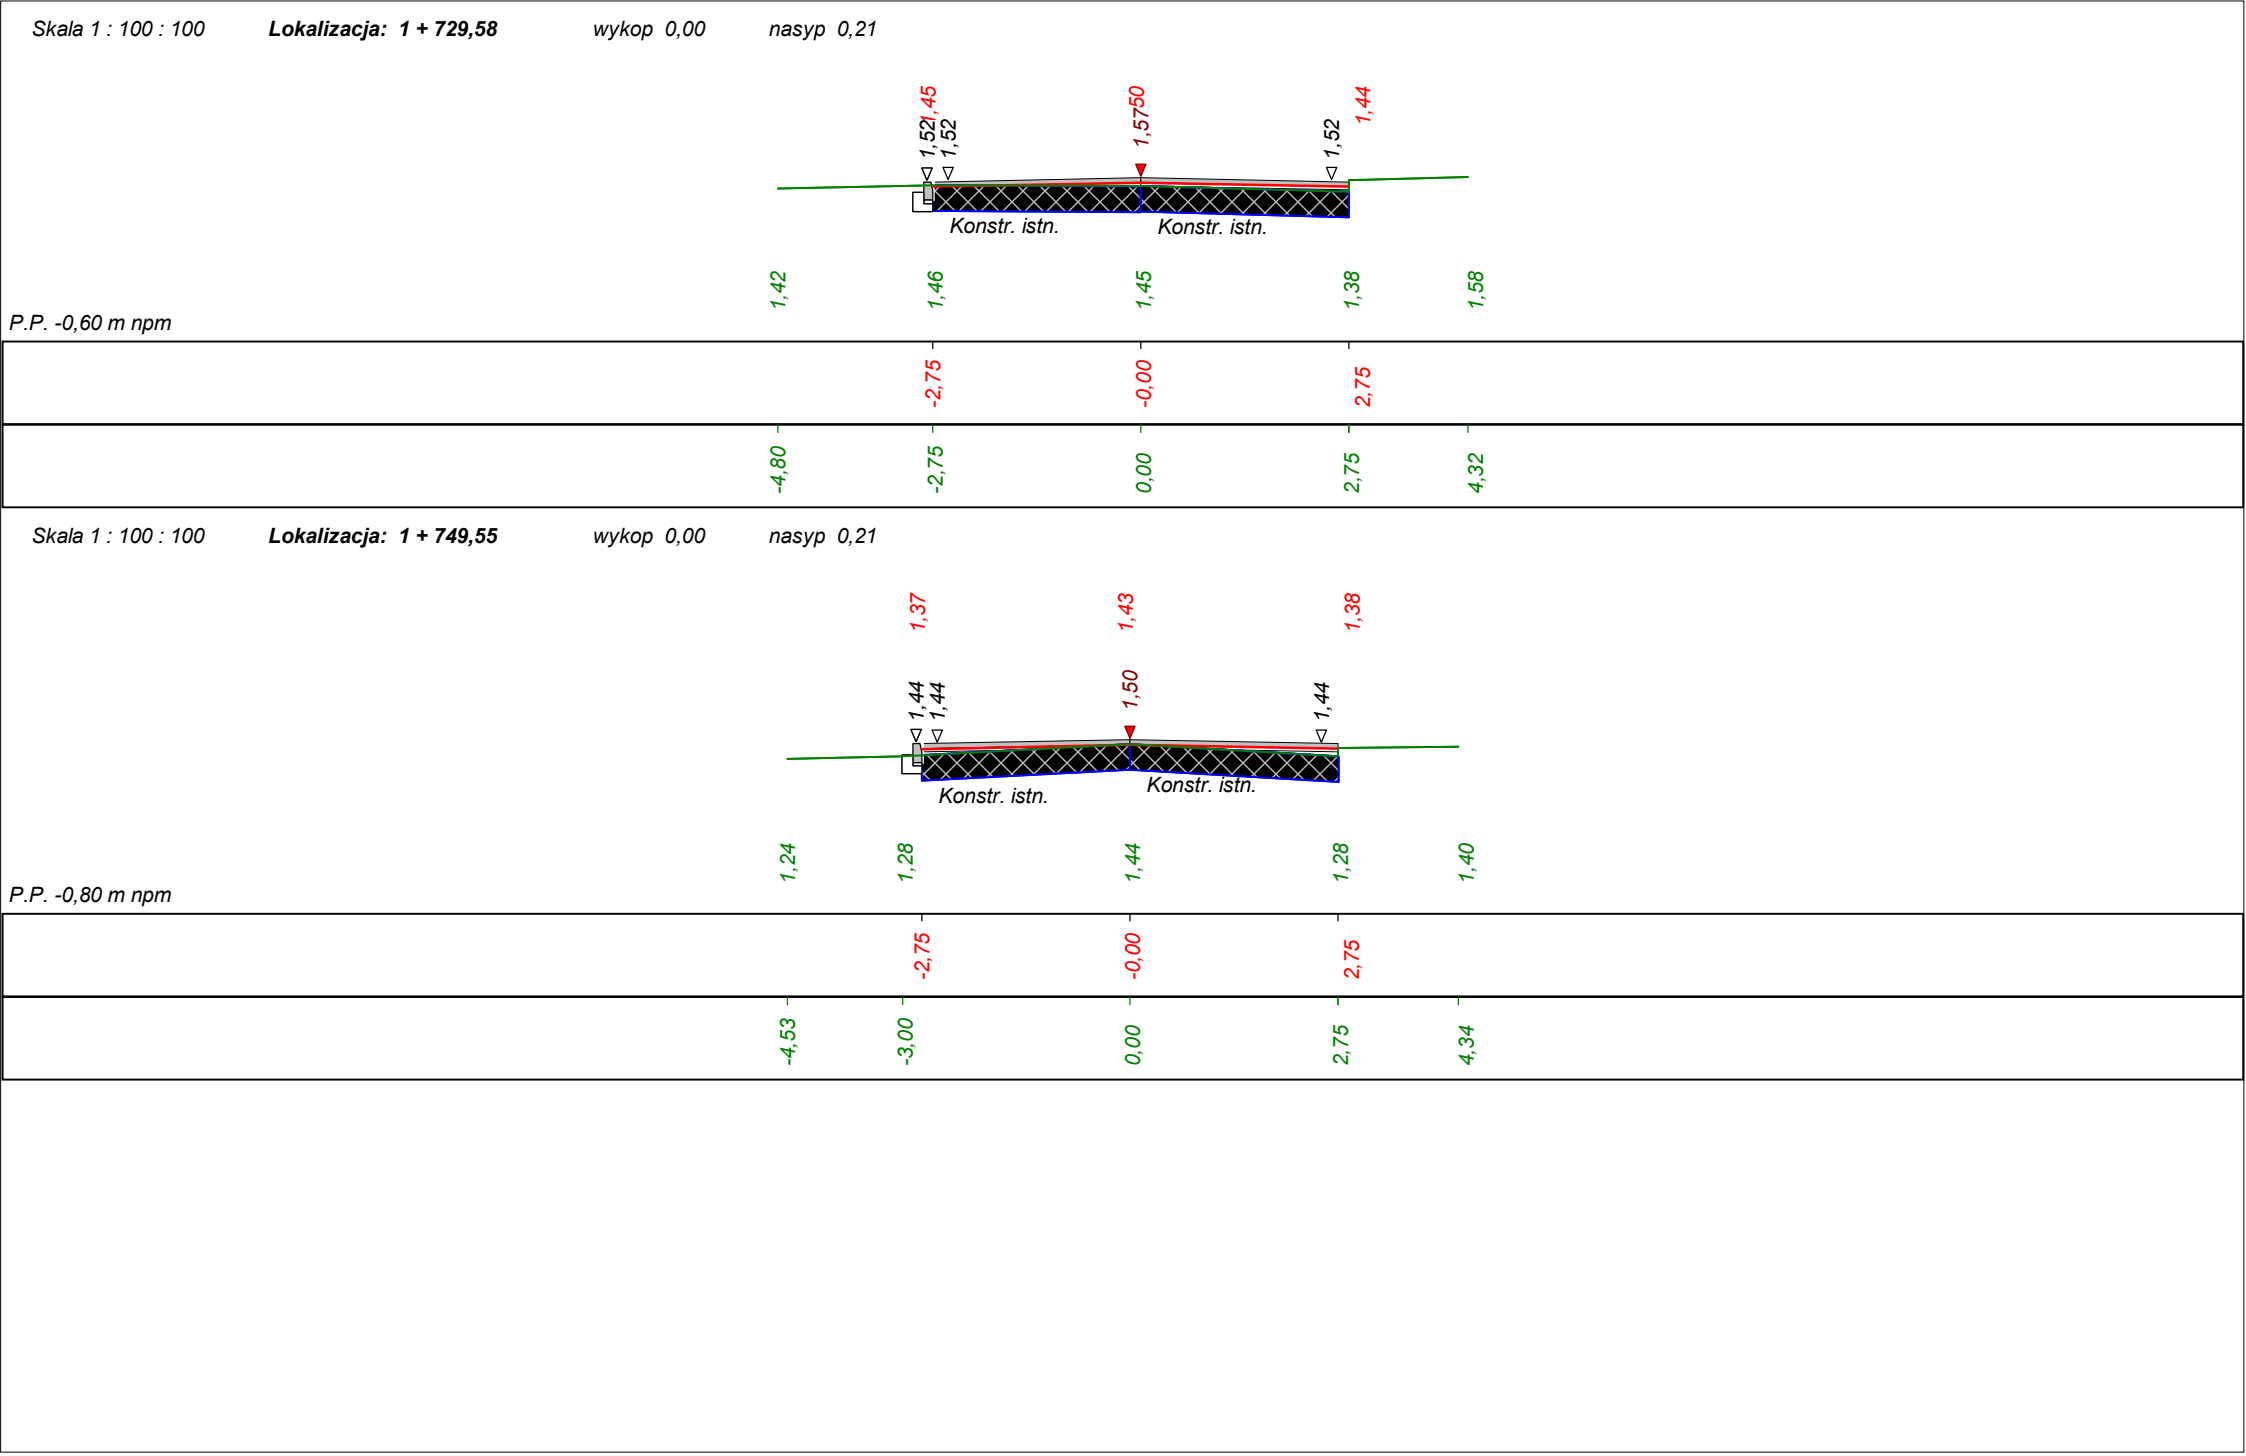 Skala 1 : 100 : 100 Lokalizacja: 1 + 729,58 wykop 0,00 nasyp 0,21
1,45 1,50 1,44
1,52 1,52 1,57 1,52
Konstr. istn. Konstr. istn.
1,42 1,46 1,45 1,38 1,58
P.P. -0,60 m npm
-2,75 -0,00 2,75
-4,80 -2,75 0,00 2,75 4,32
Skala 1 : 100 : 100 Lokalizacja: 1 + 749,55 wykop 0,00 nasyp 0,21
1,37 1,43 1,38
1,44 1,44 1,50 1,44
Konstr. istn. Konstr. istn.
1,24 1,28 1,44 1,28 1,40
P.P. -0,80 m npm
-2,75 -0,00 2,75
-4,53 -3,00 0,00 2,75 4,34